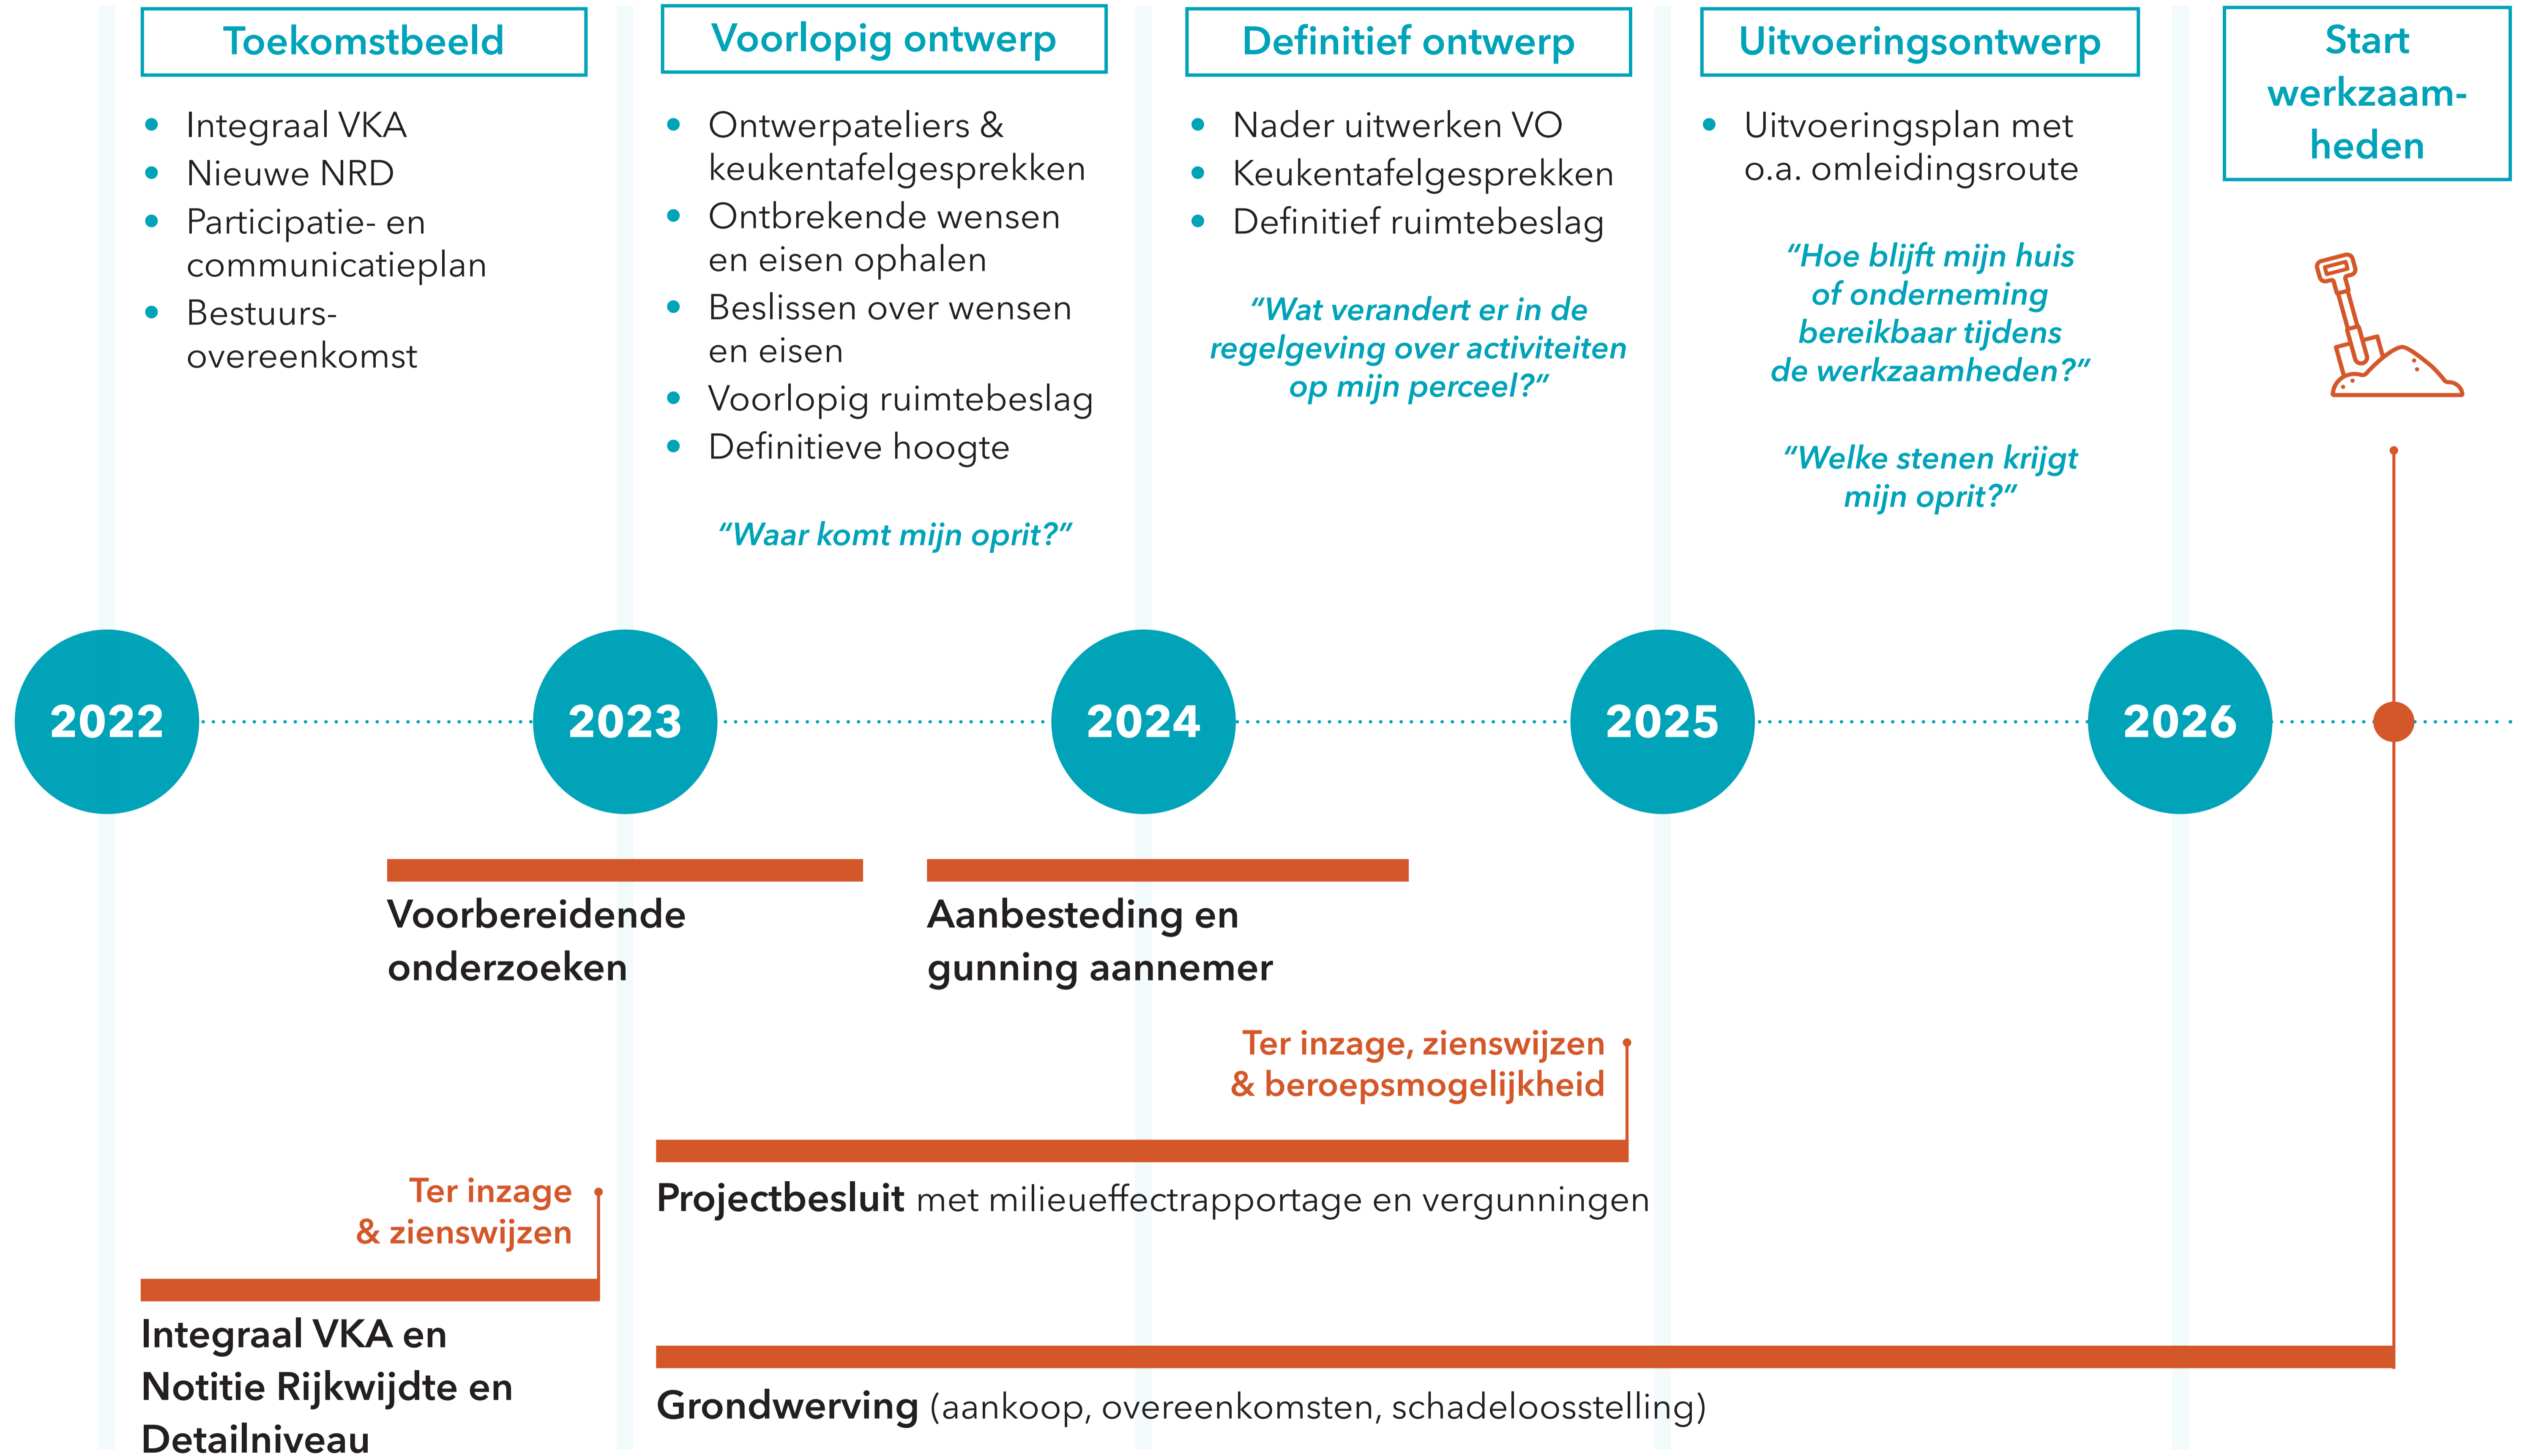 Toekomstbeeld
• Integraal VKA
• Nieuwe NRD
• Participatie- en
communicatieplan
• Bestuurs-
overeenkomst
Voorlopig ontwerp
• Ontwerpateliers &
keukentafelgesprekken
• Ontbrekende wensen
en eisen ophalen
• Beslissen over wensen
en eisen
• Voorlopig ruimtebeslag
• Definitieve hoogte
“Waar komt mijn oprit?”
Definitief ontwerp
• Nader uitwerken VO
• Keukentafelgesprekken
• Definitief ruimtebeslag
“Wat verandert er in de
regelgeving over activiteiten
op mijn perceel?”
Uitvoeringsontwerp
• Uitvoeringsplan met
o.a. omleidingsroute
“Hoe blijft mijn huis
of onderneming
bereikbaar tijdens
de werkzaamheden?”
“Welke stenen krijgt
mijn oprit?”
Start
werkzaam-
heden
2022
2023
2024
2025
2026
Voorbereidende
onderzoeken
Aanbesteding en
gunning aannemer
Ter inzage, zienswijzen
& beroepsmogelijkheid
Projectbesluit met milieueffectrapportage en vergunningen
Ter inzage
& zienswijzen
Integraal VKA en
Notitie Rijkwijdte en
Detailniveau
Grondwerving (aankoop, overeenkomsten, schadeloosstelling)